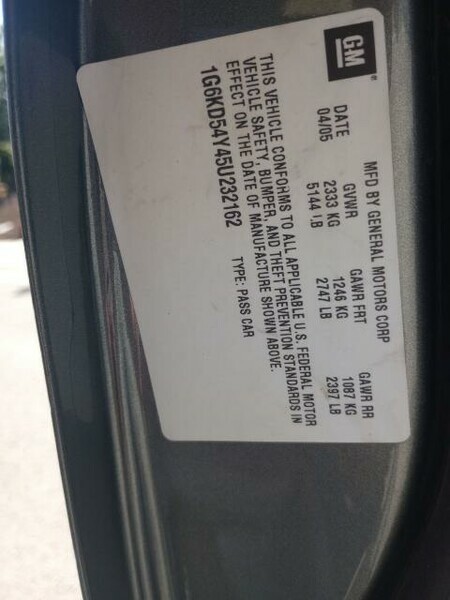 GM®
MFD BY GENERAL MOTORS CORP
DATE GVWR GAWR FRT GAWR RR
04/05 2333 KG 1246 KG 1087 KG
5144 LB 2747 LB 2397 LB
THIS VEHICLE CONFORMS TO ALL APPLICABLE U.S. FEDERAL MOTOR
VEHICLE SAFETY, BUMPER, AND THEFT PREVENTION STANDARDS IN
EFFECT ON THE DATE OF MANUFACTURE SHOWN ABOVE.
1G6KD54Y45U232162 TYPE: PASS CAR